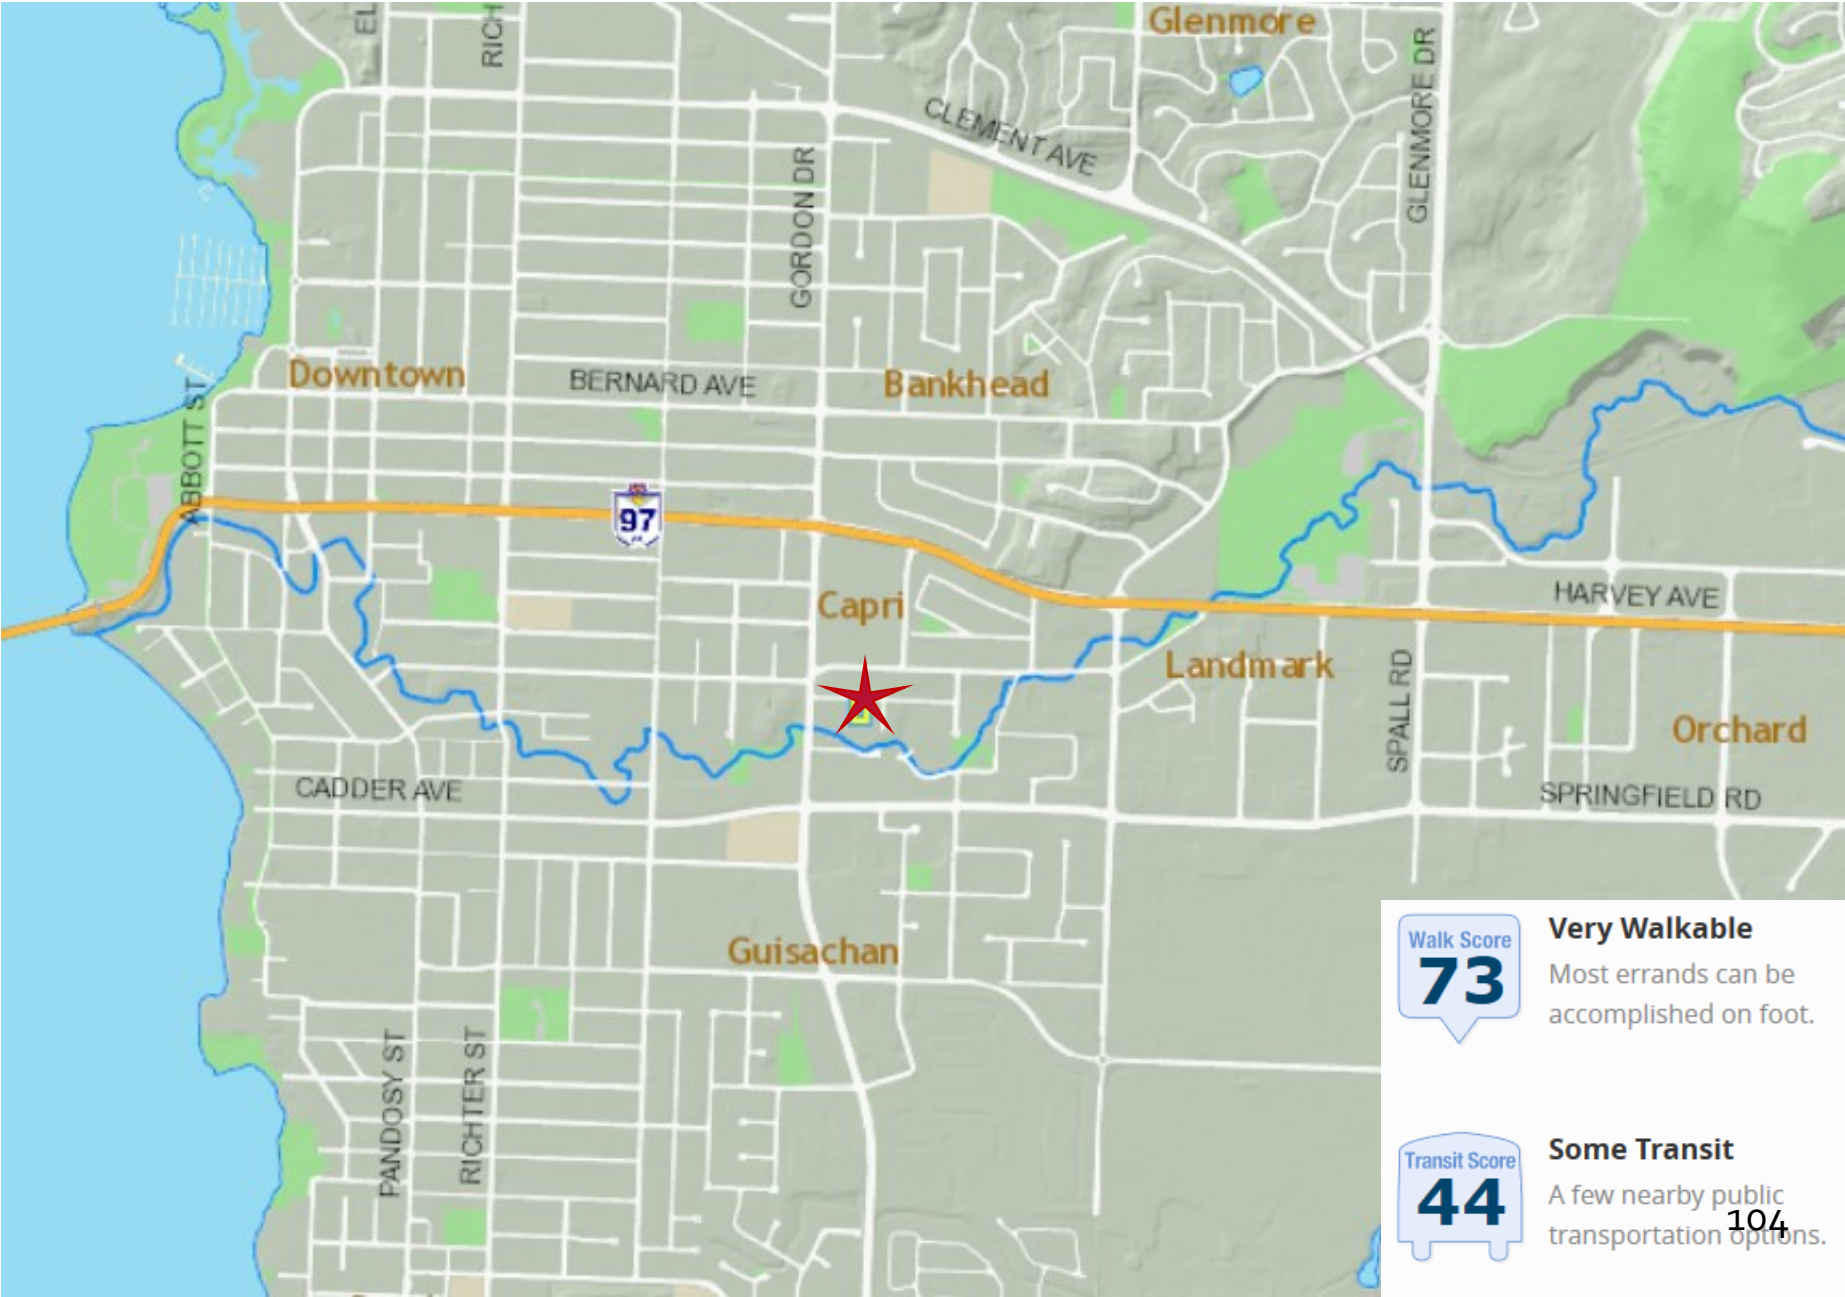 EL
RICH
Glenmore
GLENMORE DR
CLEMENT AVE
GORDON DR
Downtown
BERNARD AVE
Bankhead
ABBOTT ST
97
HARVEY AVE
Capri
Landmark
SPALL RD
Orchard
CADDER AVE
SPRINGFIELD RD
Guisachan
PANDOSY ST
RICHTER ST
Walk Score
73
Very Walkable
Most errands can be
accomplished on foot.
Transit Score
44
Some Transit
A few nearby public
transportation options.
104